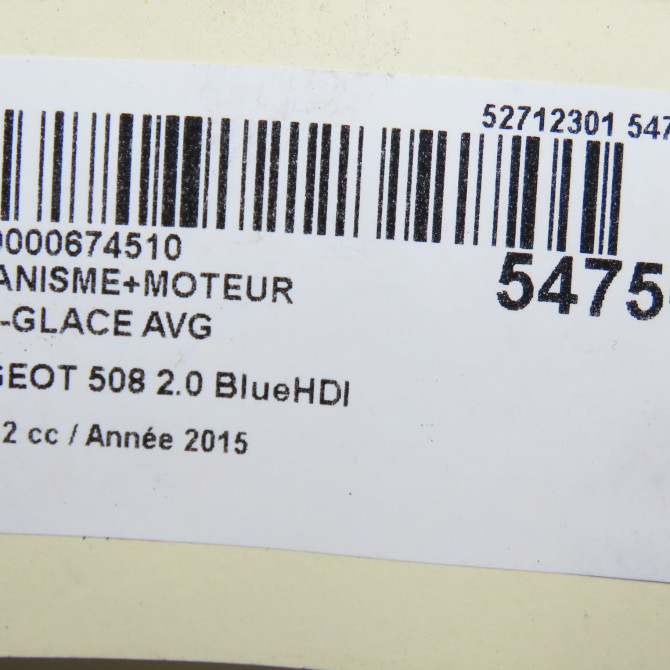 52712301 547
0000674510
ANISME+MOTEUR
5475
-GLACE AVG
GEOT 508 2.0 BlueHDI
2 cc / Année 2015